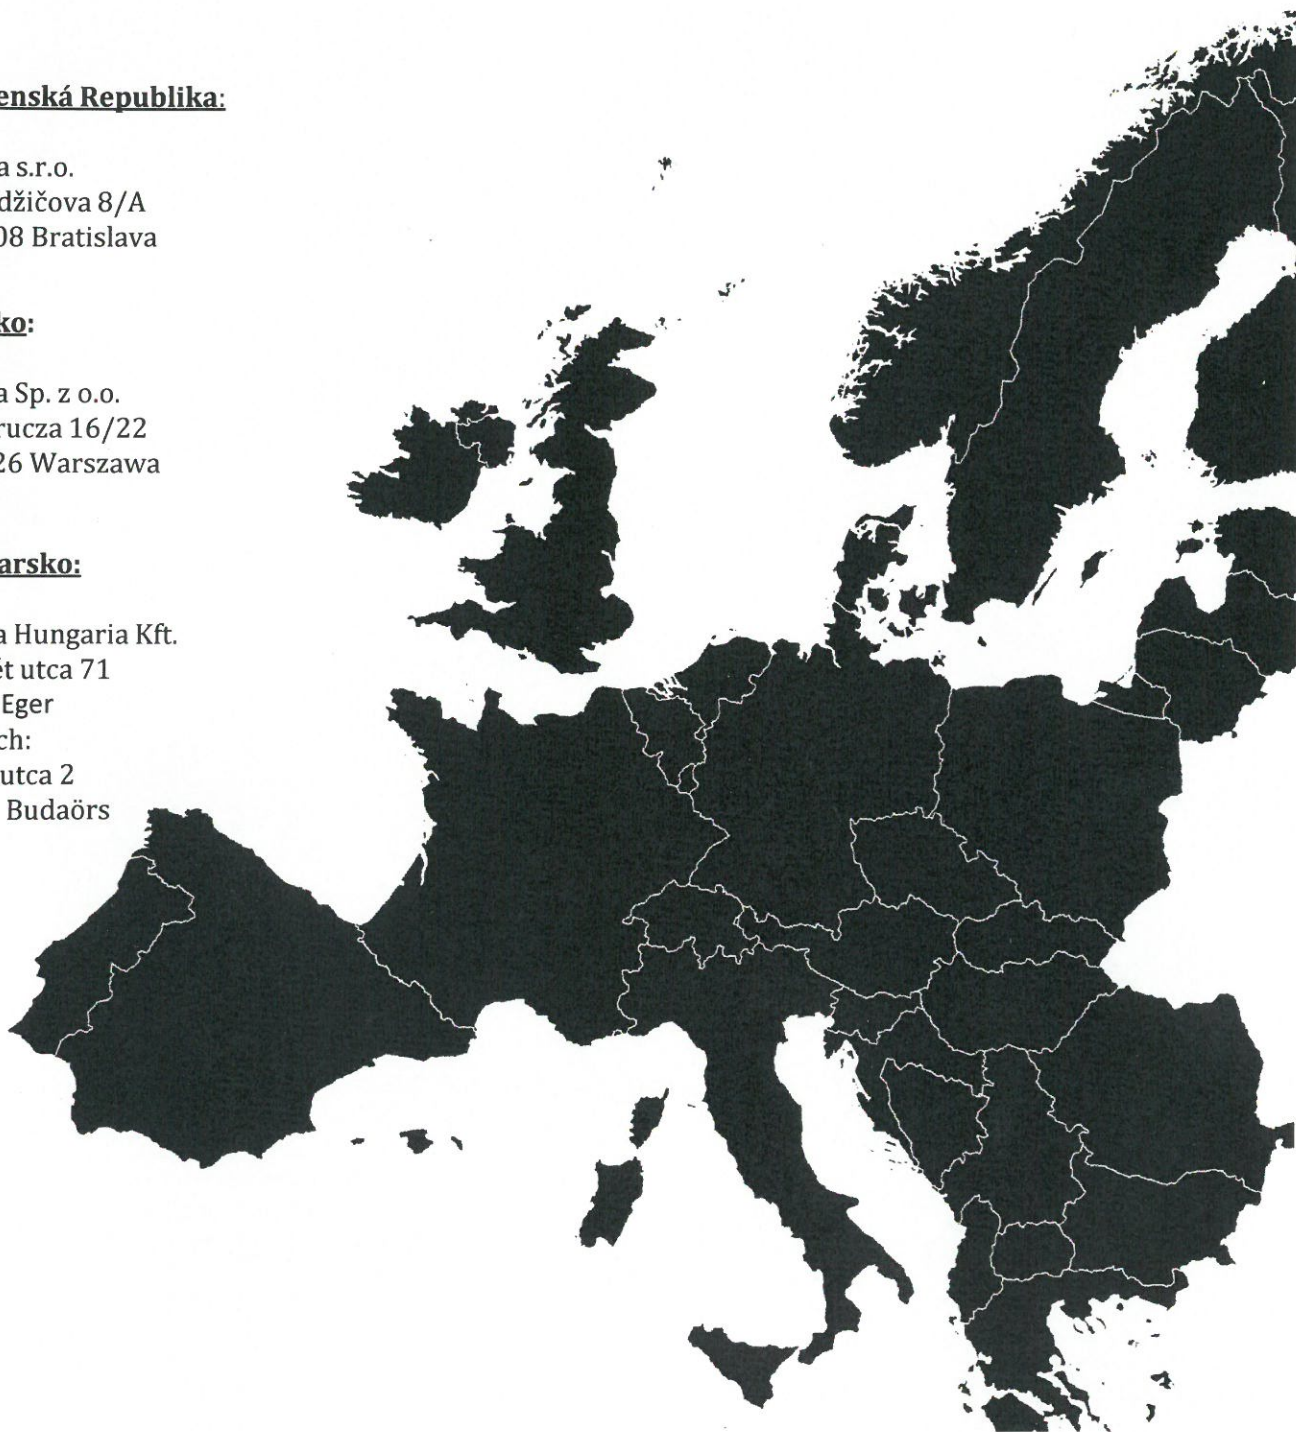 enská Republika:
a s.r.o.
džičova 8/A
08 Bratislava
ko:
a Sp. z o.o.
rucza 16/22
26 Warszawa
arsko:
a Hungaria Kft.
ét utca 71
Eger
ch:
utca 2
Budaörs